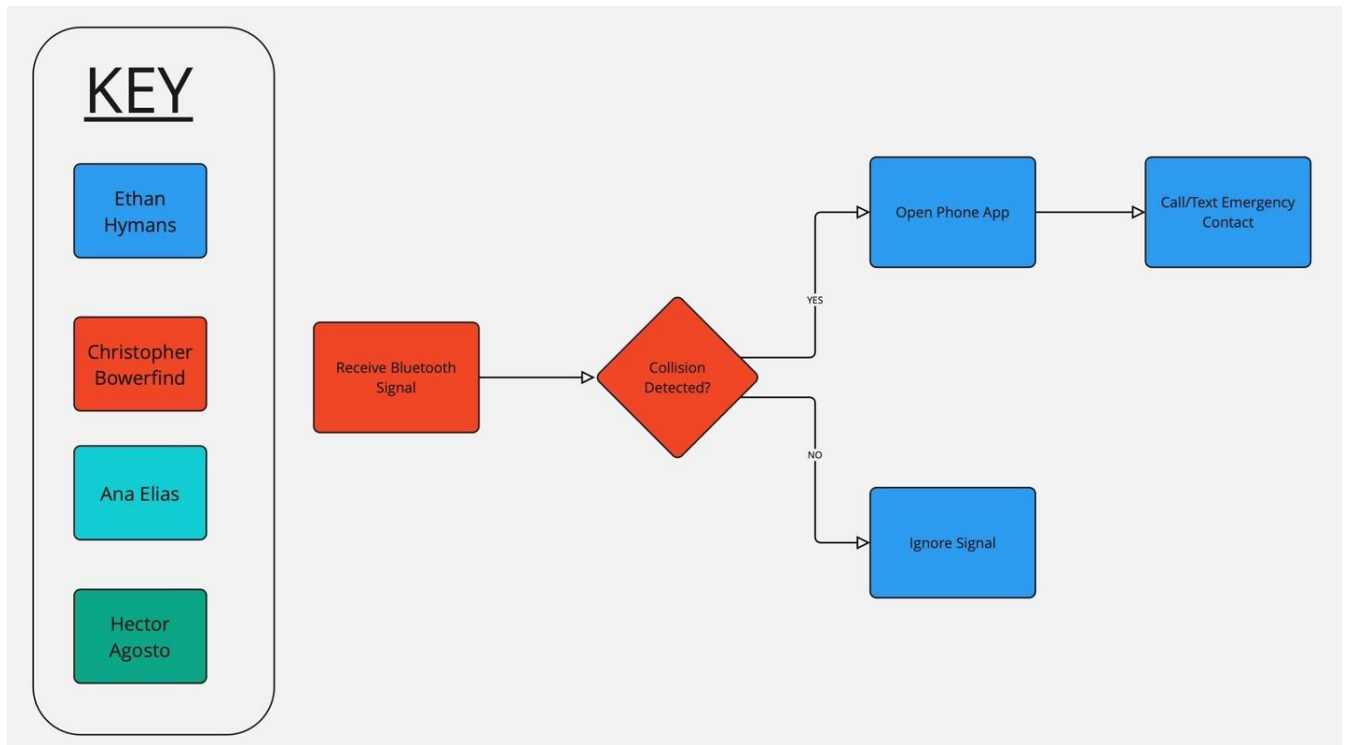 KEY
Ethan
Hymans
Christopher
Bowerfind
Ana Elias
Hector
Agosto
Receive Bluetooth
Signal
Collision
Detected?
YES
NO
Open Phone App
Call/Text Emergency
Contact
Ignore Signal